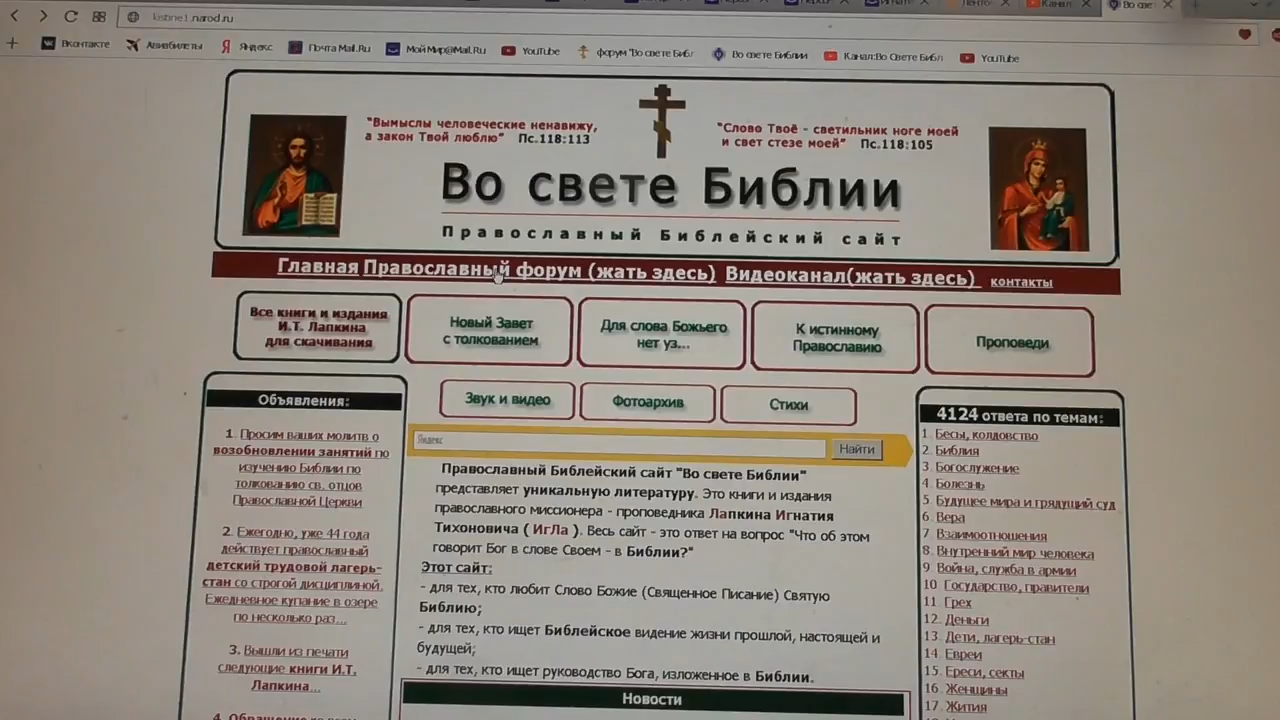 kistine1.narod.ru
Вконтакте Авиабилеты Яндекс Почта Mail.Ru МойМир@Mail.Ru YouTube форум "Во свете Библ Во свете Библии Канал:Во Свете Библ YouTube
"Вымыслы человеческие ненавижу,
а закон Твой люблю" Пс.118:113
"Слово Твоё - светильник ноге моей
и свет стезе моей" Пс.118:105
Во свете Библии
Православный Библейский сайт
Главная Православный форум (жать здесь) Видеоканал(жать здесь) контакты
Все книги и издания
И.Т. Лапкина
для скачивания
Новый Завет
с толкованием
Для слова Божьего
нет уз...
К истинному
Православию
Проповеди
Звук и видео
Фотоархив
Стихи
Объявления:
1. Просим ваших молитв о
возобновлении занятий по
изучению Библии по
толкованию св. отцов
Православной Церкви
2. Ежегодно, уже 44 года
действует православный
детский трудовой лагерь-
стан со строгой дисциплиной.
Ежедневное купание в озере
по несколько раз...
3. Вышли из печати
следующие книги И.Т.
Лапкина...
Яндекс
Найти
Православный Библейский сайт "Во свете Библии"
представляет уникальную литературу. Это книги и издания
православного миссионера - проповедника Лапкина Игнатия
Тихоновича ( ИгЛа ). Весь сайт - это ответ на вопрос "Что об этом
говорит Бог в слове Своем - в Библии?"
Этот сайт:
- для тех, кто любит Слово Божие (Священное Писание) Святую
Библию;
- для тех, кто ищет Библейское видение жизни прошлой, настоящей и
будущей;
- для тех, кто ищет руководство Бога, изложенное в Библии.
Новости
4124 ответа по темам:
1. Бесы, колдовство
2. Библия
3. Богослужение
4. Болезнь
5. Будущее мира и грядущий суд
6. Вера
7. Взаимоотношения
8. Внутренний мир человека
9. Война, служба в армии
10. Государство, правители
11. Грех
12. Деньги
13. Дети, лагерь-стан
14. Евреи
15. Ереси, секты
16. Женщины
17. Жития